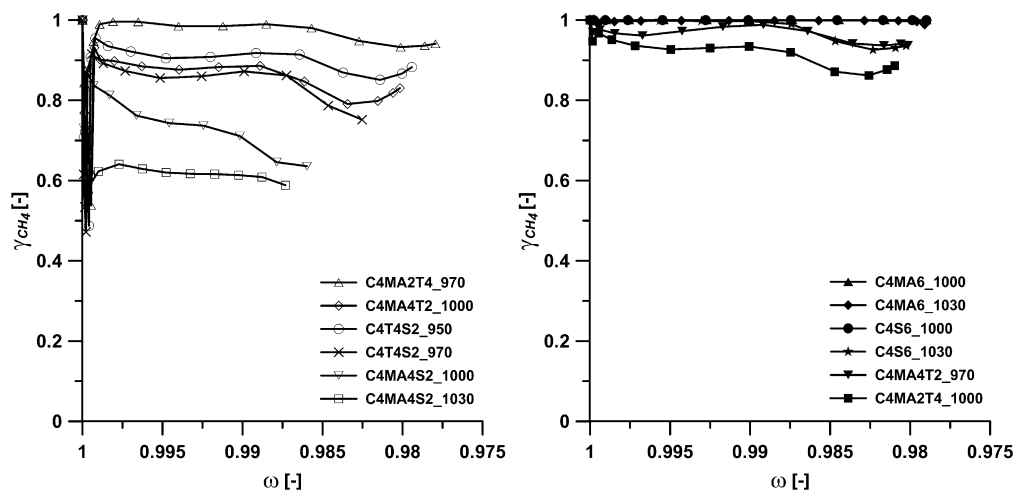 1
0.8
0.6
0.4
0.2
0
γCH4 [-]
C4MA2T4_970
C4MA4T2_1000
C4T4S2_950
C4T4S2_970
C4MA4S2_1000
C4MA4S2_1030
1 0.995 0.99 0.985 0.98 0.975
ω [-]
1
0.8
0.6
0.4
0.2
0
γCH4 [-]
C4MA6_1000
C4MA6_1030
C4S6_1000
C4S6_1030
C4MA4T2_970
C4MA2T4_1000
1 0.995 0.99 0.985 0.98 0.975
ω [-]